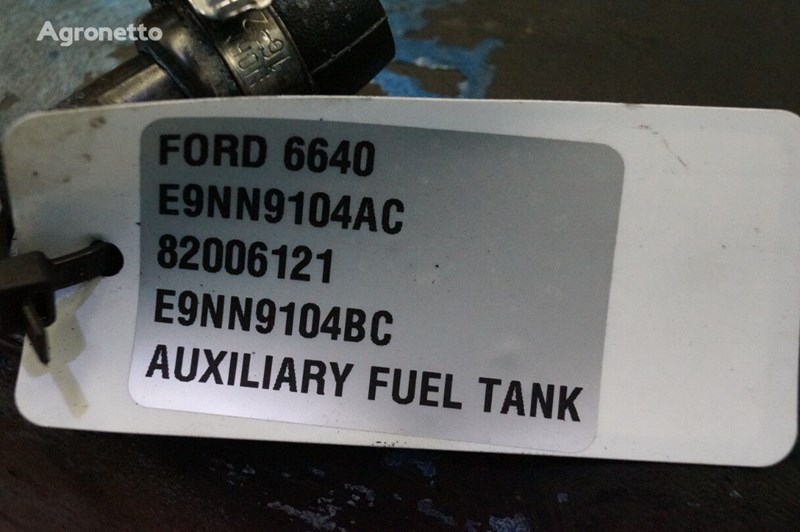 Agronetto
FORD 6640
E9NN9104AC
82006121
E9NN9104BC
AUXILIARY FUEL TANK